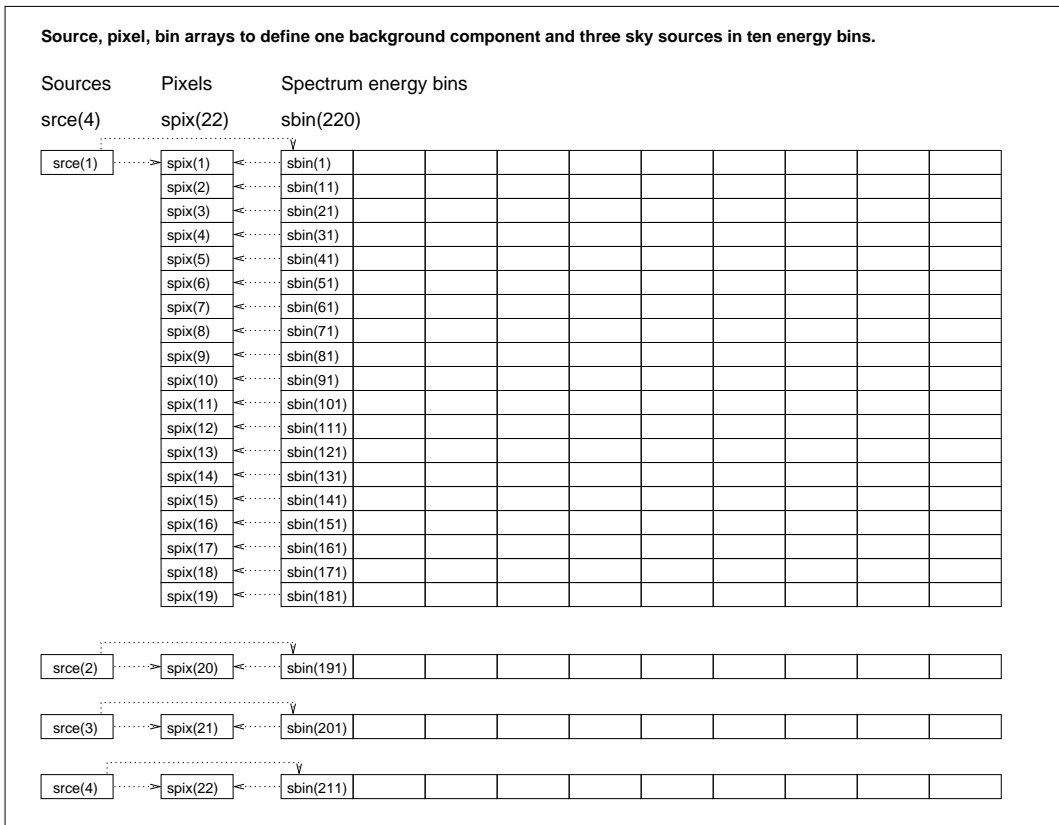 Source, pixel, bin arrays to define one background component and three sky sources in ten energy bins.
Sources Pixels Spectrum energy bins
srce(4) spix(22) sbin(220)
srce(1) spix(1) sbin(1)
spix(2) sbin(11)
spix(3) sbin(21)
spix(4) sbin(31)
spix(5) sbin(41)
spix(6) sbin(51)
spix(7) sbin(61)
spix(8) sbin(71)
spix(9) sbin(81)
spix(10) sbin(91)
spix(11) sbin(101)
spix(12) sbin(111)
spix(13) sbin(121)
spix(14) sbin(131)
spix(15) sbin(141)
spix(16) sbin(151)
spix(17) sbin(161)
spix(18) sbin(171)
spix(19) sbin(181)
srce(2) spix(20) sbin(191)
srce(3) spix(21) sbin(201)
srce(4) spix(22) sbin(211)